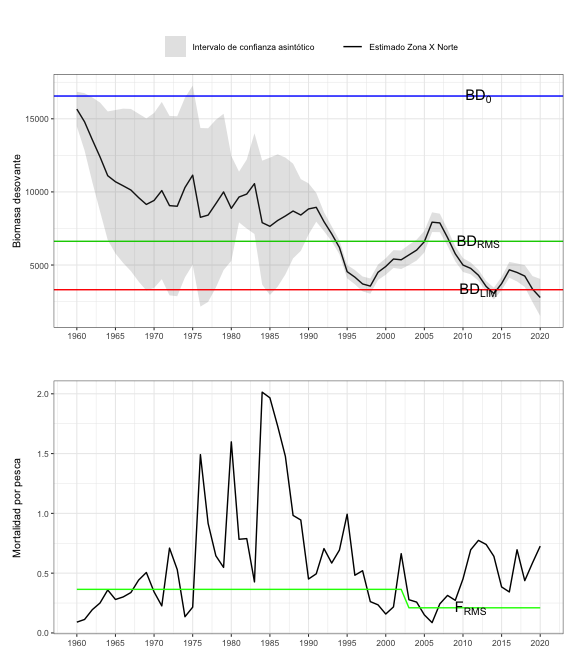 Intervalo de confianza asintótico Estimado Zona X Norte
Biomasa desovante
15000
10000
5000
BD0
BDRMS
BDLIM
1960 1965 1970 1975 1980 1985 1990 1995 2000 2005 2010 2015 2020
Mortalidad por pesca
2.0
1.5
1.0
0.5
0.0
FRMS
1960 1965 1970 1975 1980 1985 1990 1995 2000 2005 2010 2015 2020